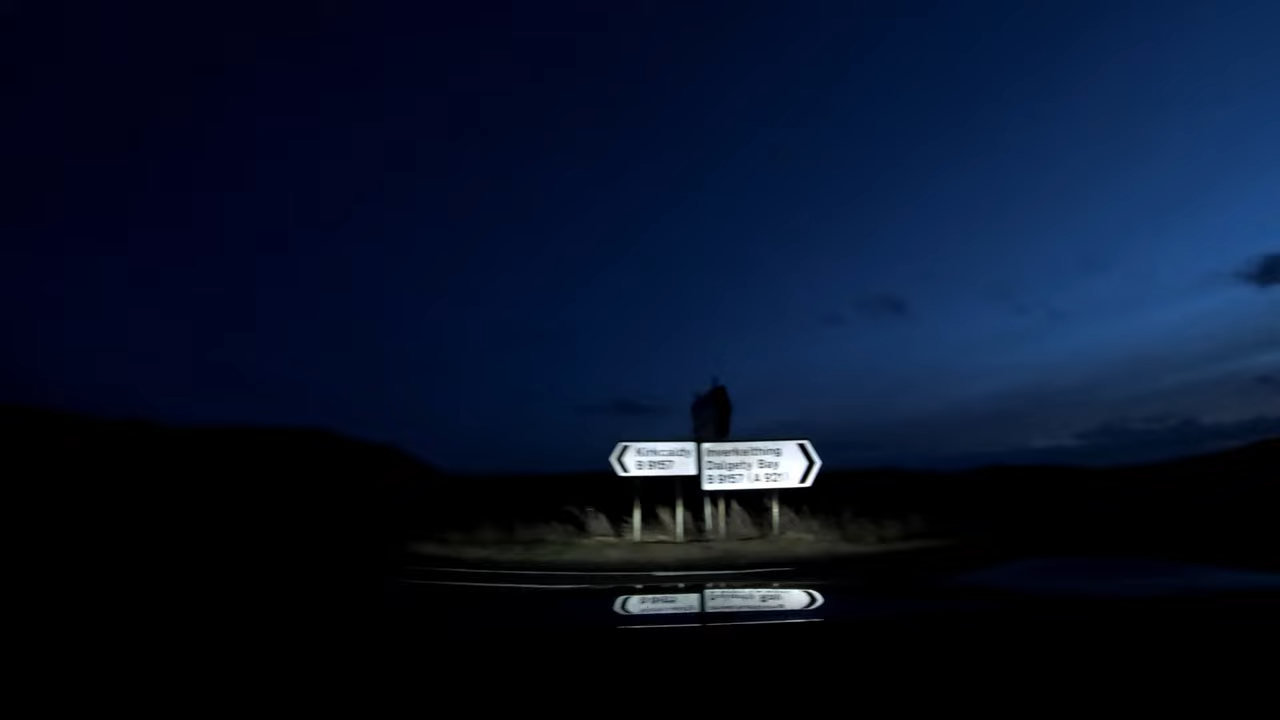 Kirkcaldy
B 9157
Inverkeithing
Dalgety Bay
B 9157 (A 921)